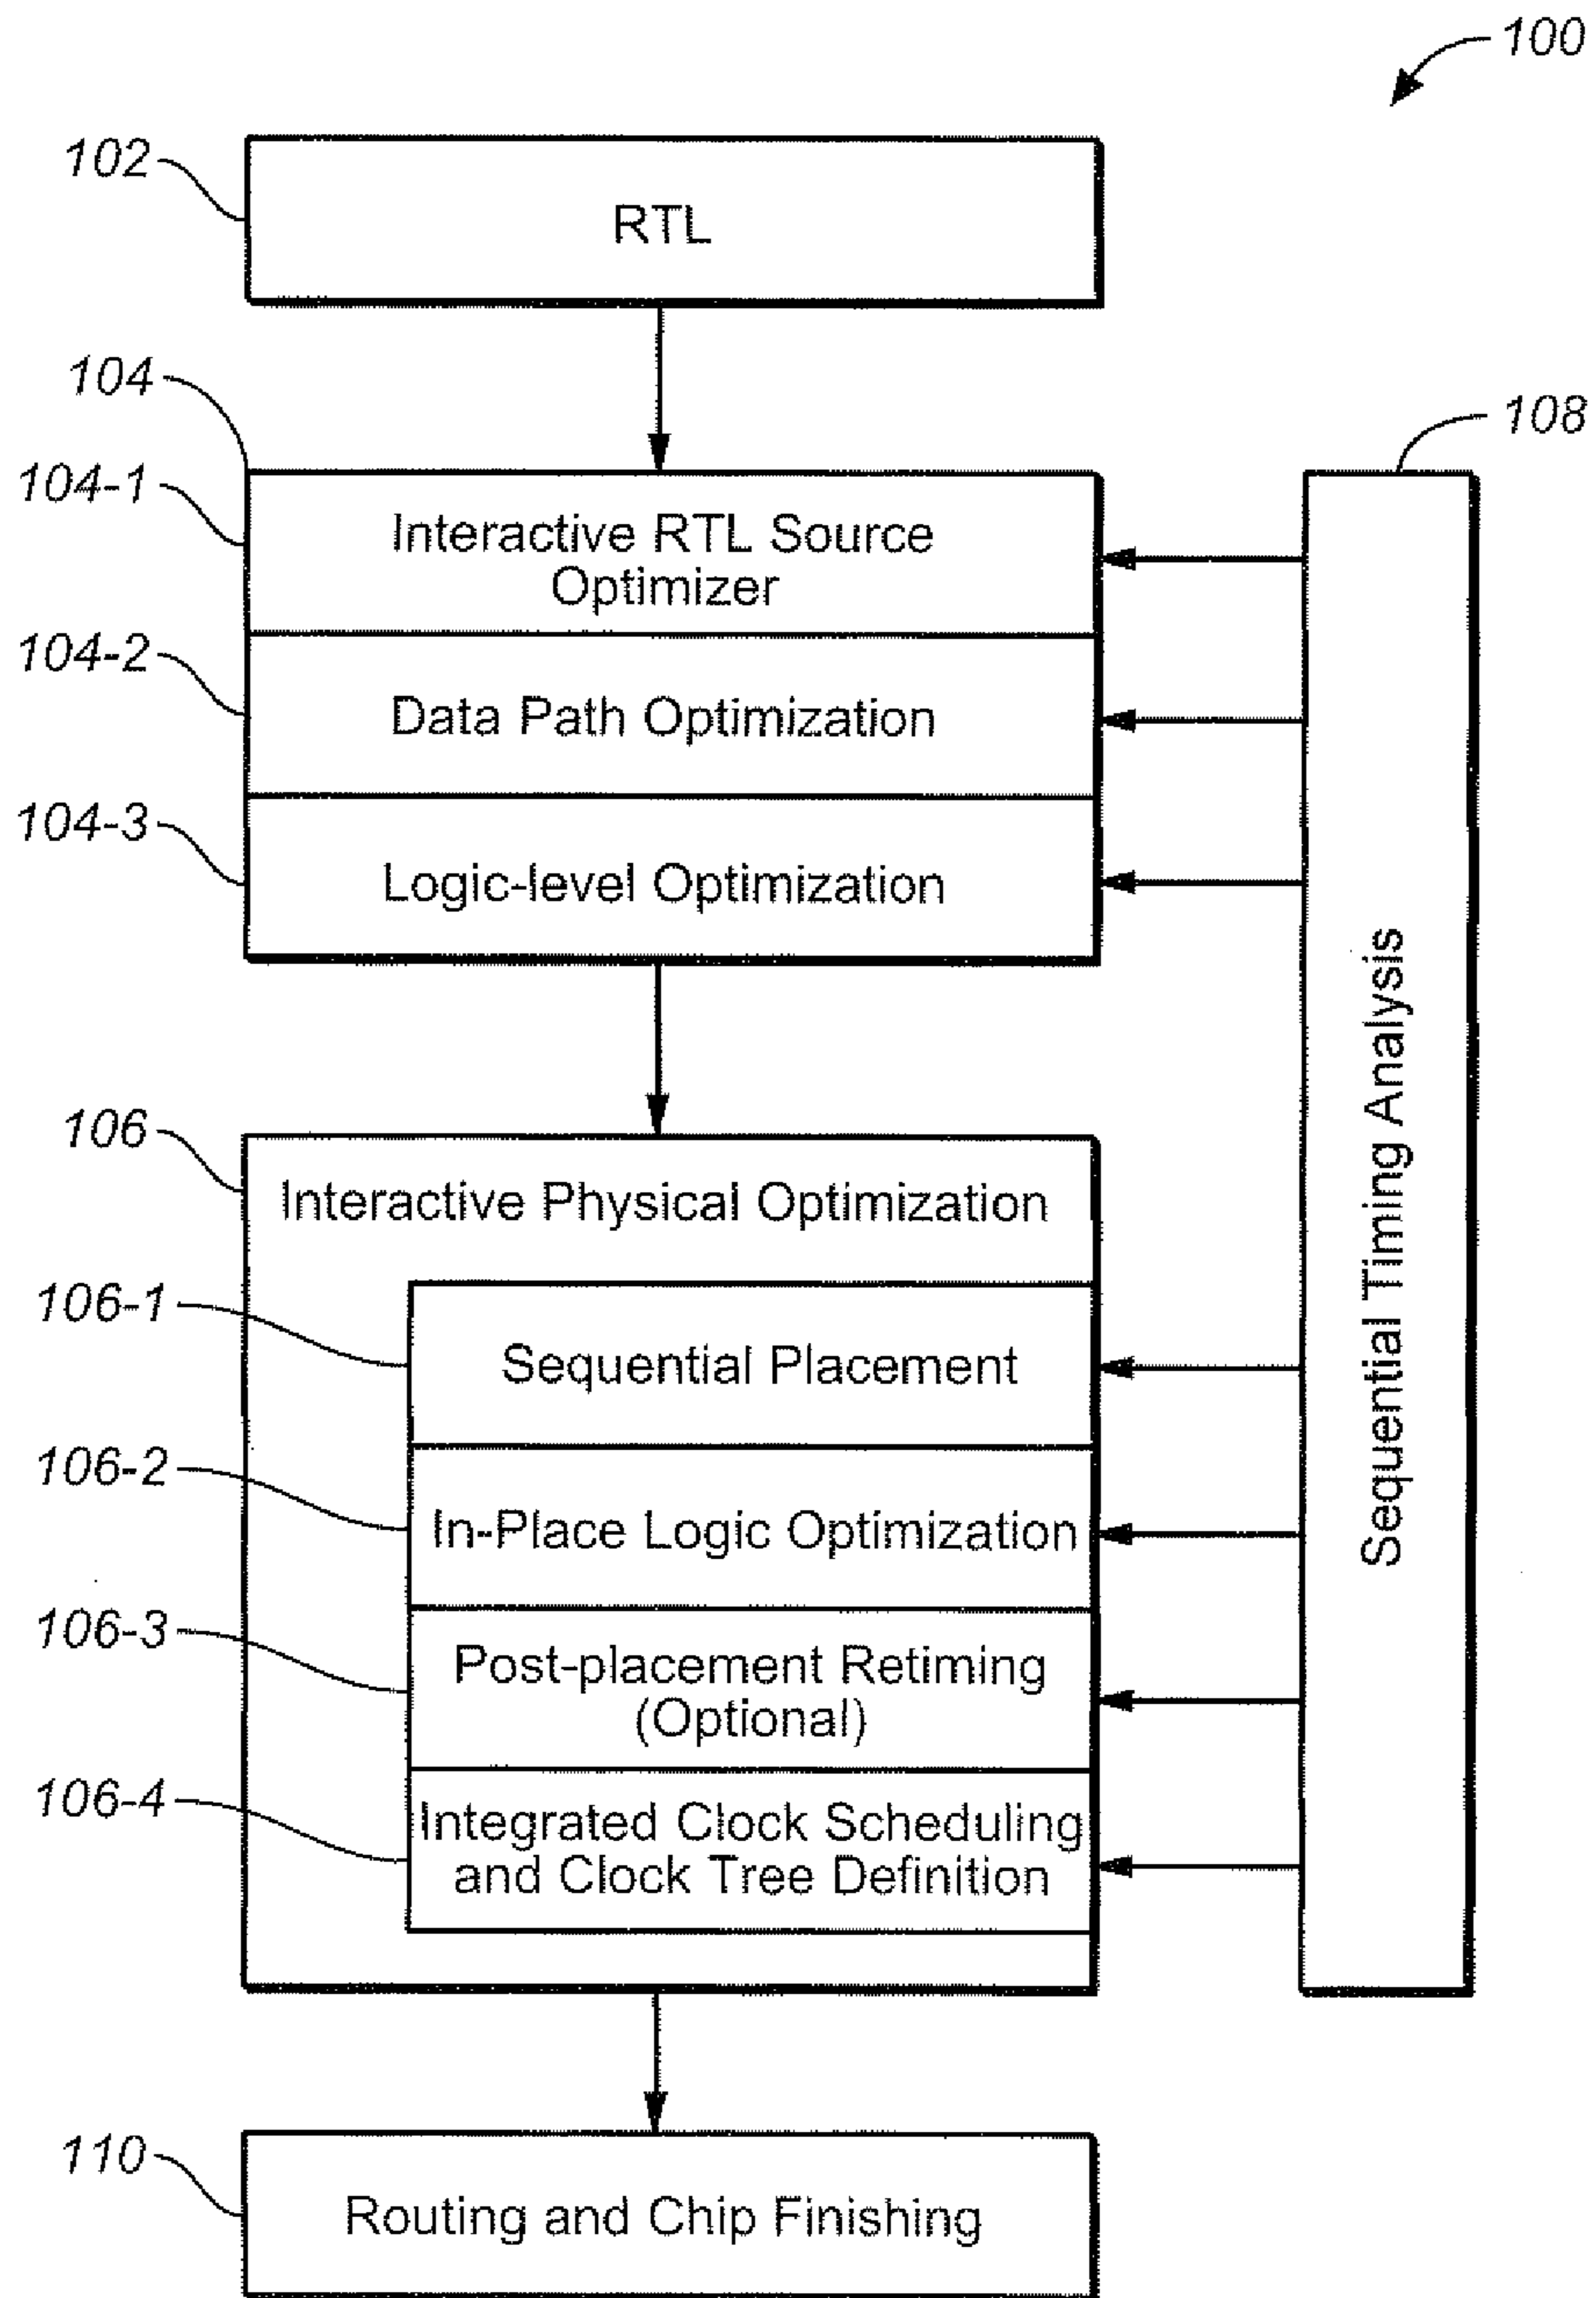 100
102
RTL
104
108
104-1
Interactive RTL Source
Optimizer
104-2
Data Path Optimization
104-3
Logic-level Optimization
Sequential Timing Analysis
106
Interactive Physical Optimization
106-1
Sequential Placement
106-2
In-Place Logic Optimization
106-3
Post-placement Retiming
(Optional)
106-4
Integrated Clock Scheduling
and Clock Tree Definition
110
Routing and Chip Finishing